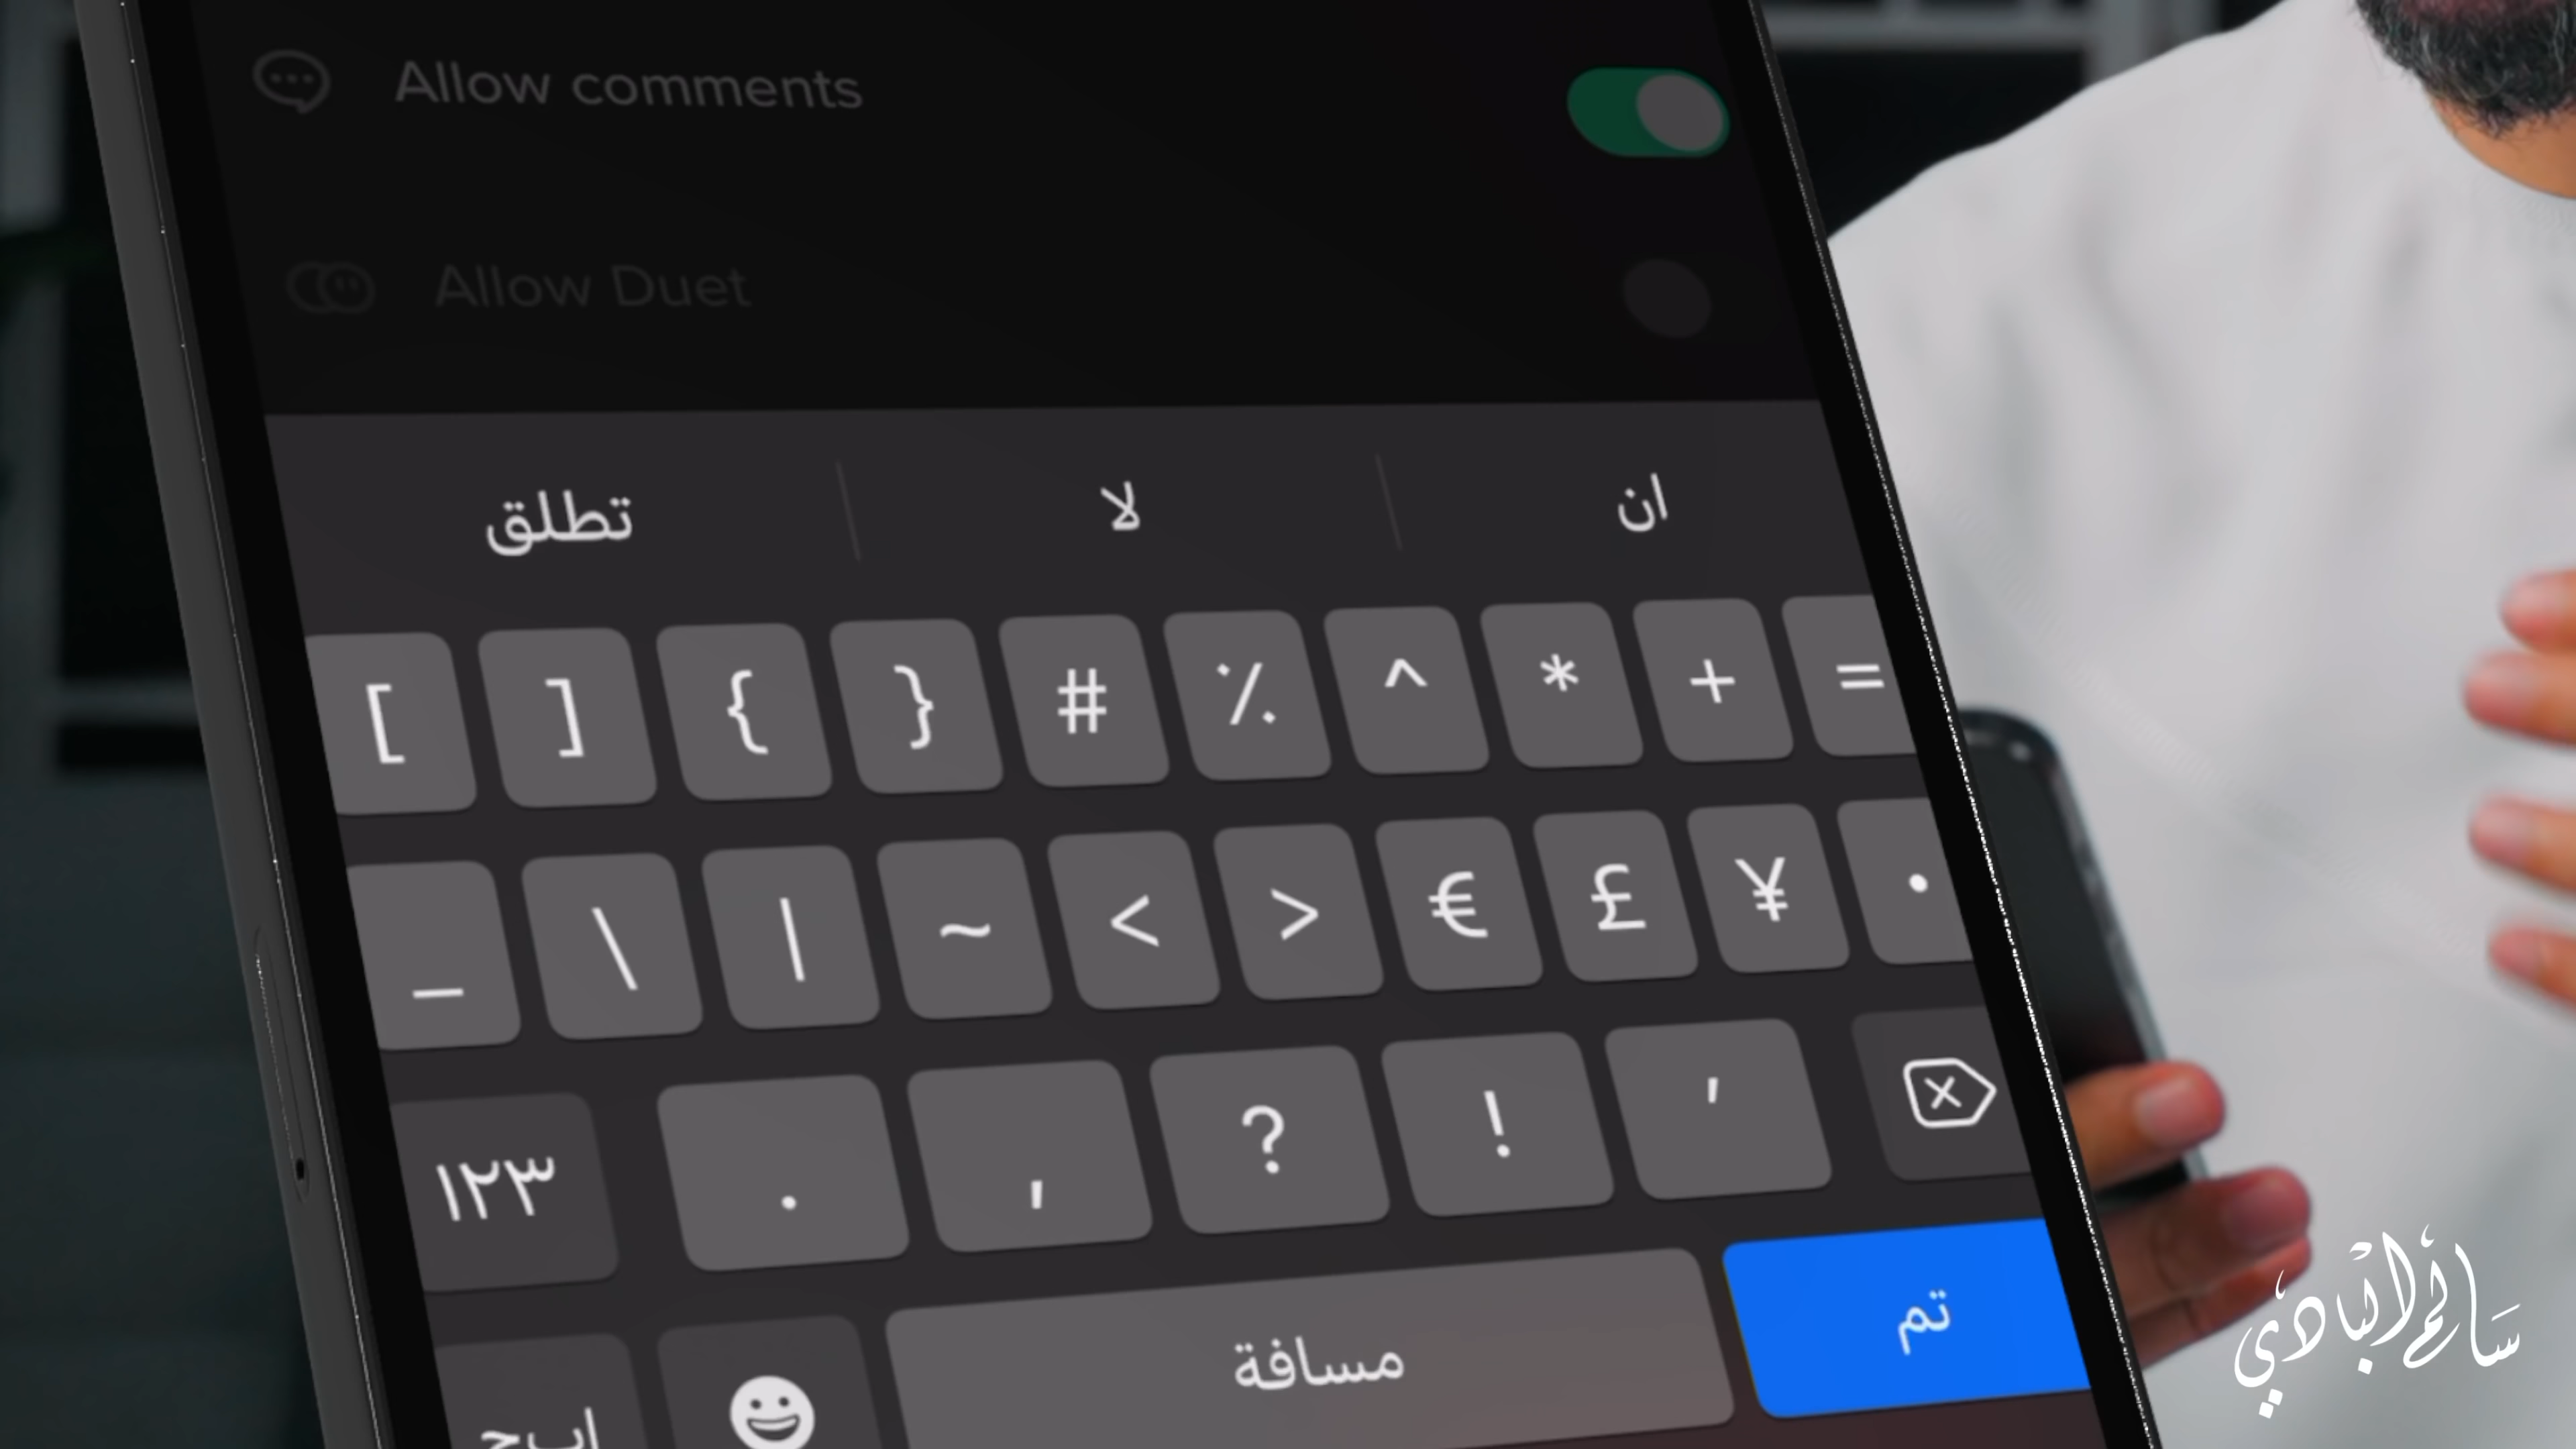 Allow comments
Allow Duet
تطلق لا ان
[ ] { } # ٪ ^ * + =
_ \ | ~ < > € £ ¥ •
١٢٣ . , ? ! '
مسافة تم
سالم البادي